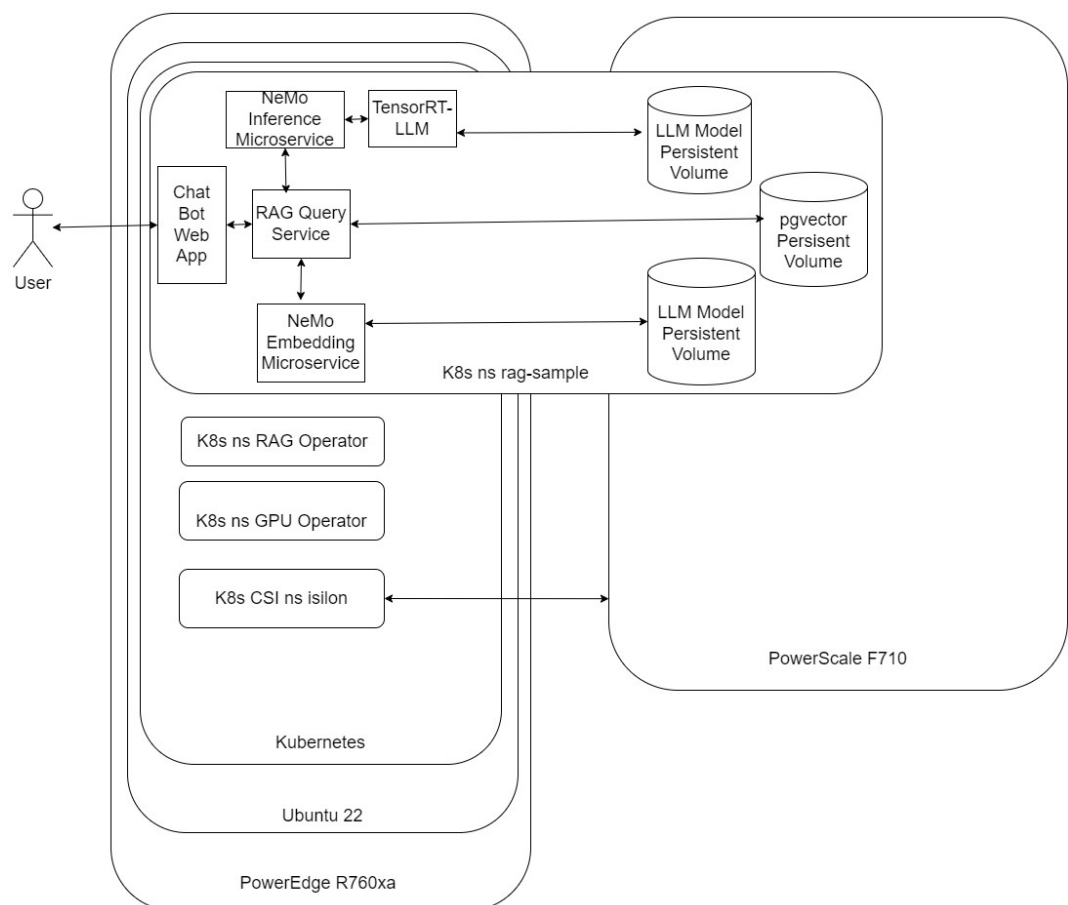 NeMo
Inference
Microservice
TensorRT-
LLM
LLM Model
Persistent
Volume
Chat
Bot
Web
App
RAG Query
Service
pgvector
Persisent
Volume
User
NeMo
Embedding
Microservice
LLM Model
Persistent
Volume
K8s ns rag-sample
K8s ns RAG Operator
K8s ns GPU Operator
K8s CSI ns isilon
PowerScale F710
Kubernetes
Ubuntu 22
PowerEdge R760xa